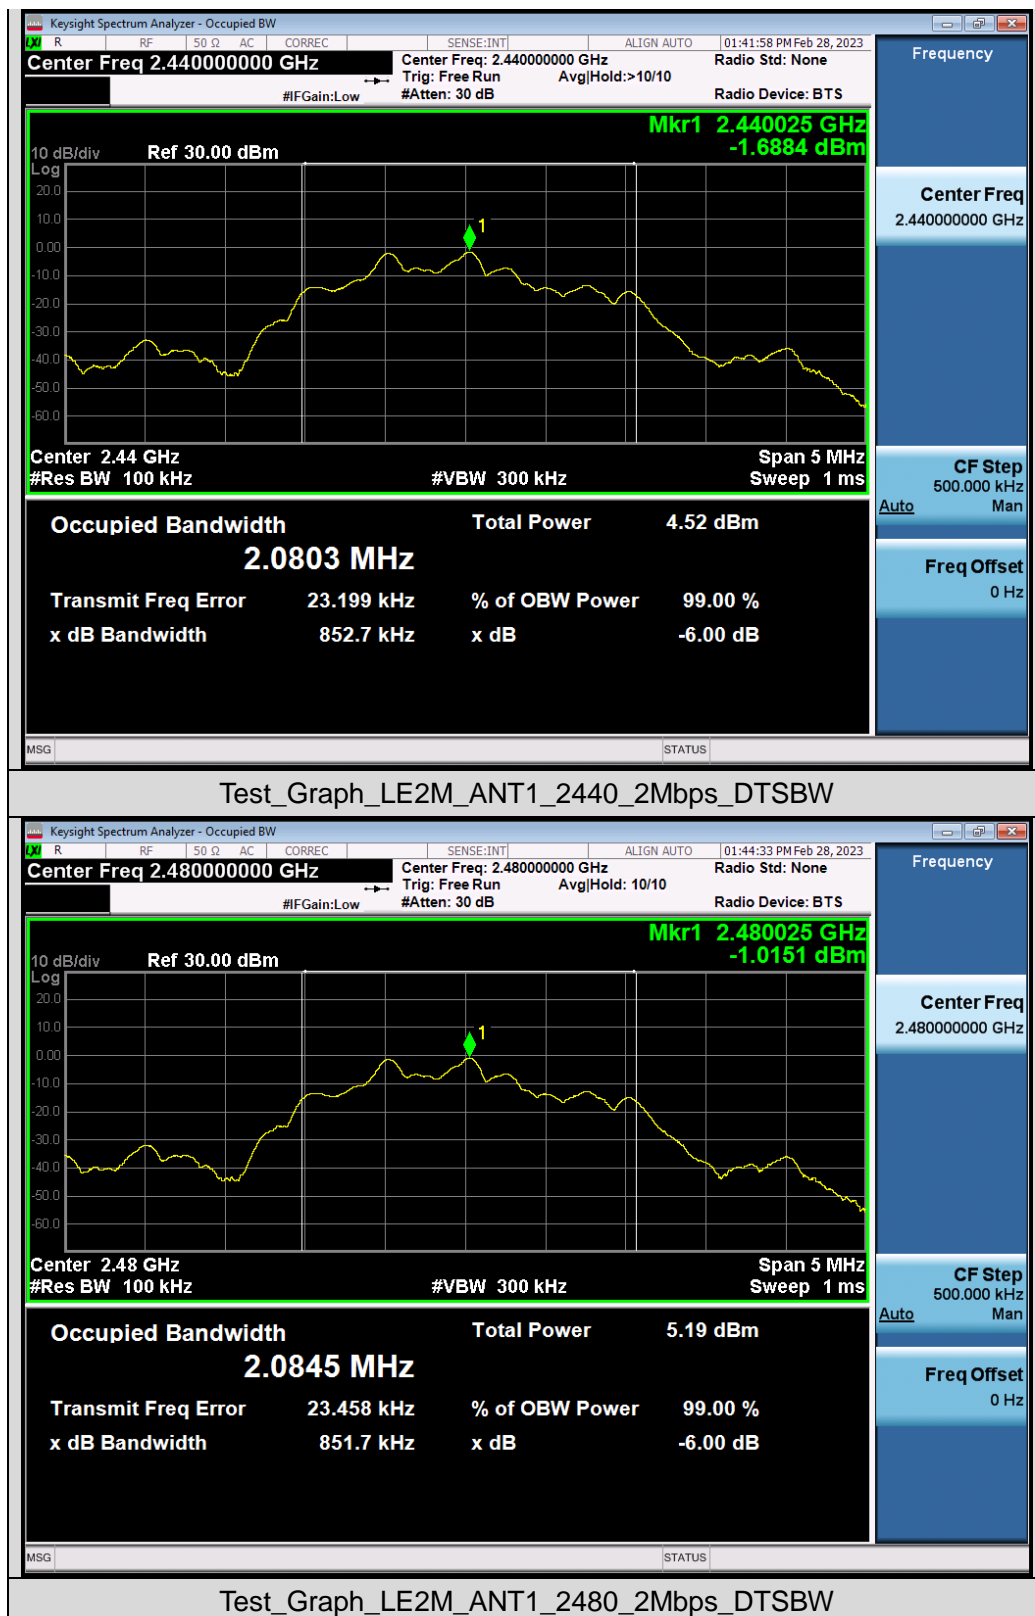 Keysight Spectrum Analyzer - Occupied BW
LXI R RF 50 Ω AC CORREC SENSE:INT ALIGN AUTO 01:41:58 PM Feb 28, 2023
Center Freq 2.440000000 GHz Center Freq: 2.440000000 GHz Radio Std: None
Trig: Free Run Avg|Hold:>10/10
#IFGain:Low #Atten: 30 dB Radio Device: BTS
Frequency
Mkr1 2.440025 GHz
-1.6884 dBm
10 dB/div Ref 30.00 dBm
Log
20.0
10.0
0.00
-10.0
-20.0
-30.0
-40.0
-50.0
-60.0
1
Center 2.44 GHz Span 5 MHz
#Res BW 100 kHz #VBW 300 kHz Sweep 1 ms
Center Freq
2.440000000 GHz
CF Step
500.000 kHz
Auto Man
Freq Offset
0 Hz
Occupied Bandwidth Total Power 4.52 dBm
2.0803 MHz
Transmit Freq Error 23.199 kHz % of OBW Power 99.00 %
x dB Bandwidth 852.7 kHz x dB -6.00 dB
MSG STATUS
Test_Graph_LE2M_ANT1_2440_2Mbps_DTSBW
Keysight Spectrum Analyzer - Occupied BW
LXI R RF 50 Ω AC CORREC SENSE:INT ALIGN AUTO 01:44:33 PM Feb 28, 2023
Center Freq 2.480000000 GHz Center Freq: 2.480000000 GHz Radio Std: None
Trig: Free Run Avg|Hold: 10/10
#IFGain:Low #Atten: 30 dB Radio Device: BTS
Frequency
Mkr1 2.480025 GHz
-1.0151 dBm
10 dB/div Ref 30.00 dBm
Log
20.0
10.0
0.00
-10.0
-20.0
-30.0
-40.0
-50.0
-60.0
1
Center 2.48 GHz Span 5 MHz
#Res BW 100 kHz #VBW 300 kHz Sweep 1 ms
Center Freq
2.480000000 GHz
CF Step
500.000 kHz
Auto Man
Freq Offset
0 Hz
Occupied Bandwidth Total Power 5.19 dBm
2.0845 MHz
Transmit Freq Error 23.458 kHz % of OBW Power 99.00 %
x dB Bandwidth 851.7 kHz x dB -6.00 dB
MSG STATUS
Test_Graph_LE2M_ANT1_2480_2Mbps_DTSBW